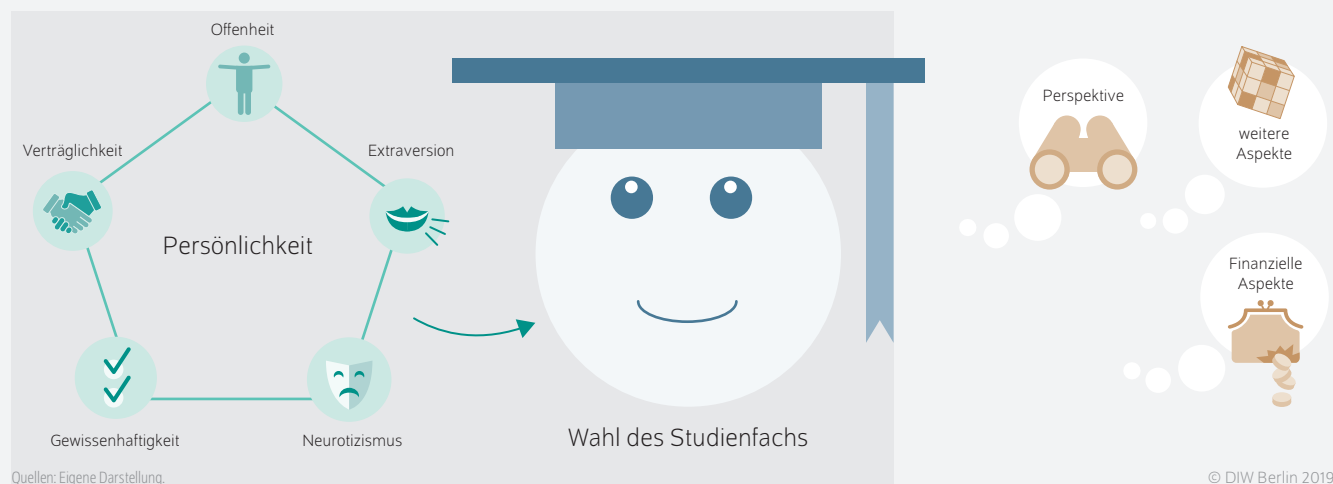 Offenheit
Verträglichkeit
Extraversion
Persönlichkeit
Gewissenhaftigkeit
Neurotizismus
Wahl des Studienfachs
Perspektive
weitere
Aspekte
Finanzielle
Aspekte
Quellen: Eigene Darstellung.
© DIW Berlin 2019